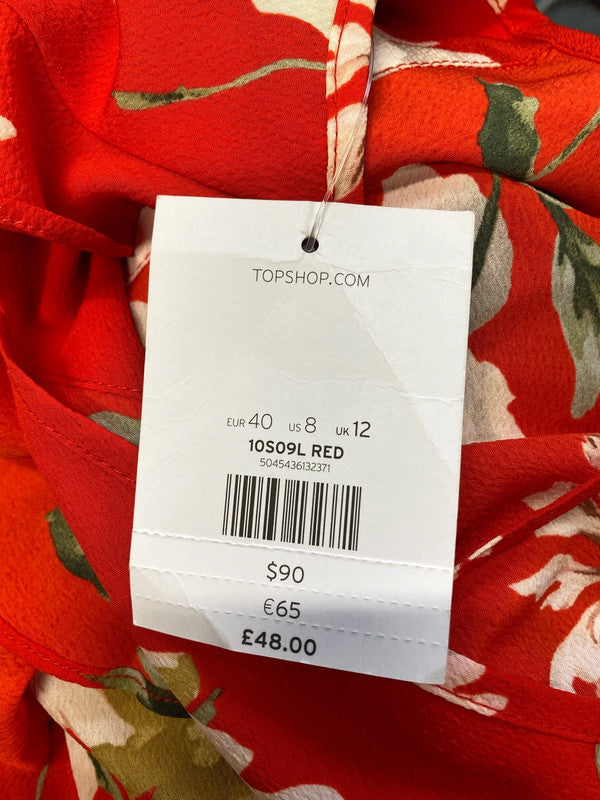 TOPSHOP.COM
EUR 40 US 8 UK 12
10S09L RED
5045436132371
$90
€65
£48.00